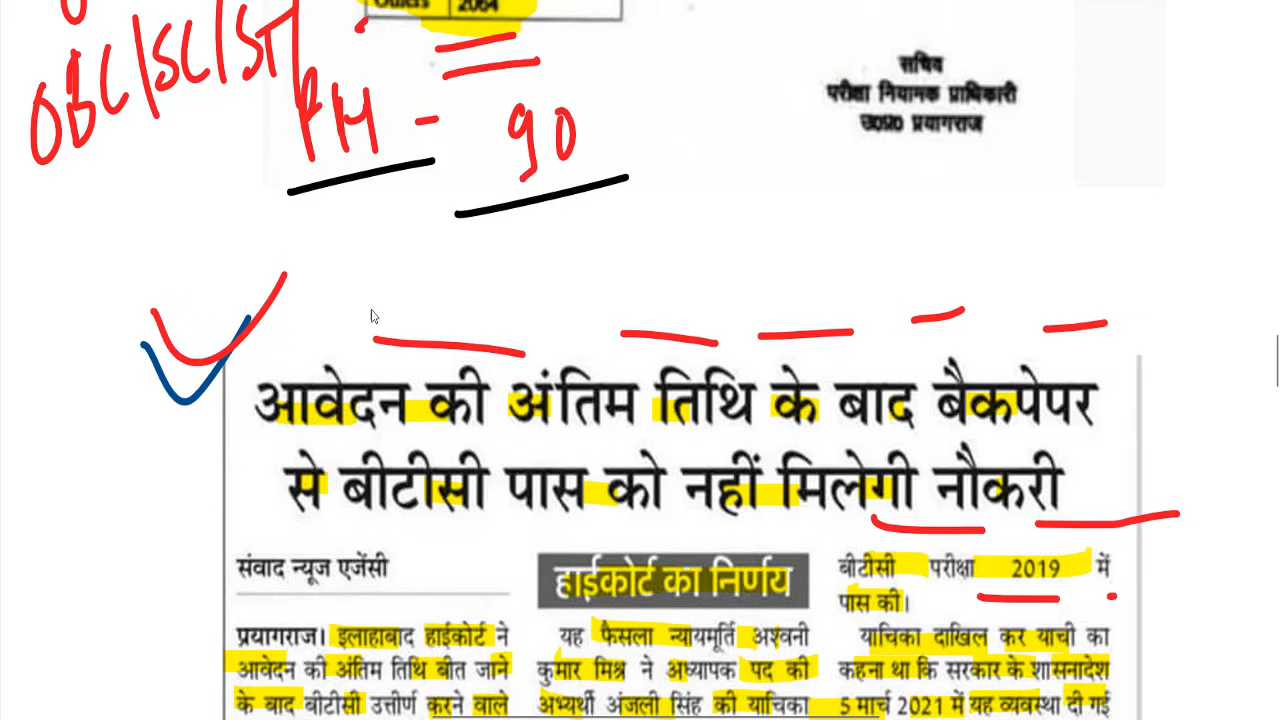 Others 2064
OBC/SC/ST/
PH - 90
सचिव
परीक्षा नियामक प्राधिकारी
उ0प्र0 प्रयागराज
आवेदन की अंतिम तिथि के बाद बैकपेपर
से बीटीसी पास को नहीं मिलेगी नौकरी
संवाद न्यूज एजेंसी
प्रयागराज। इलाहाबाद हाईकोर्ट ने
आवेदन की अंतिम तिथि बीत जाने
के बाद बीटीसी उत्तीर्ण करने वाले
हाईकोर्ट का निर्णय
यह फैसला न्यायमूर्ति अश्वनी
कुमार मिश्र ने अध्यापक पद की
अभ्यर्थी अंजली सिंह की याचिका
बीटीसी परीक्षा 2019 में
पास की।
याचिका दाखिल कर याची का
कहना था कि सरकार के शासनादेश
5 मार्च 2021 में यह व्यवस्था दी गई